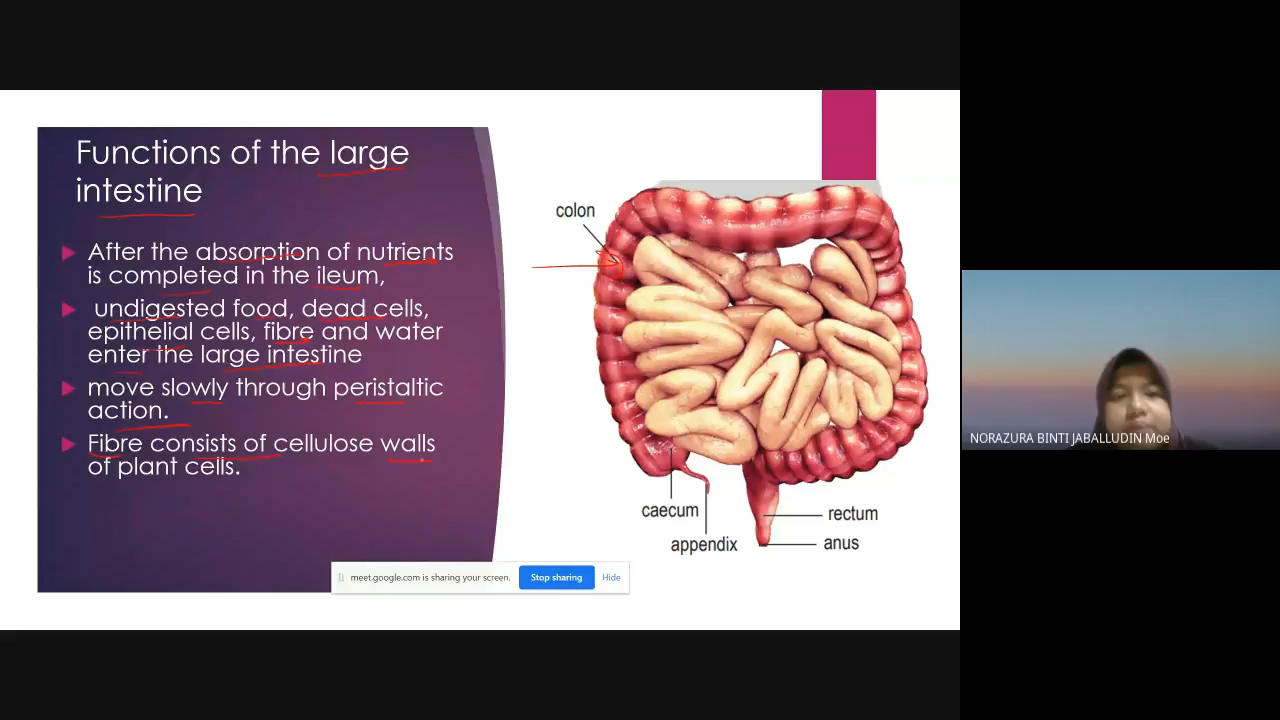 Functions of the large
intestine
After the absorption of nutrients
is completed in the ileum,
undigested food, dead cells,
epithelial cells, fibre and water
enter the large intestine
move slowly through peristaltic
action.
Fibre consists of cellulose walls
of plant cells.
colon
caecum
appendix
rectum
anus
meet.google.com is sharing your screen.
Stop sharing
Hide
NORAZURA BINTI JABALLUDIN Moe